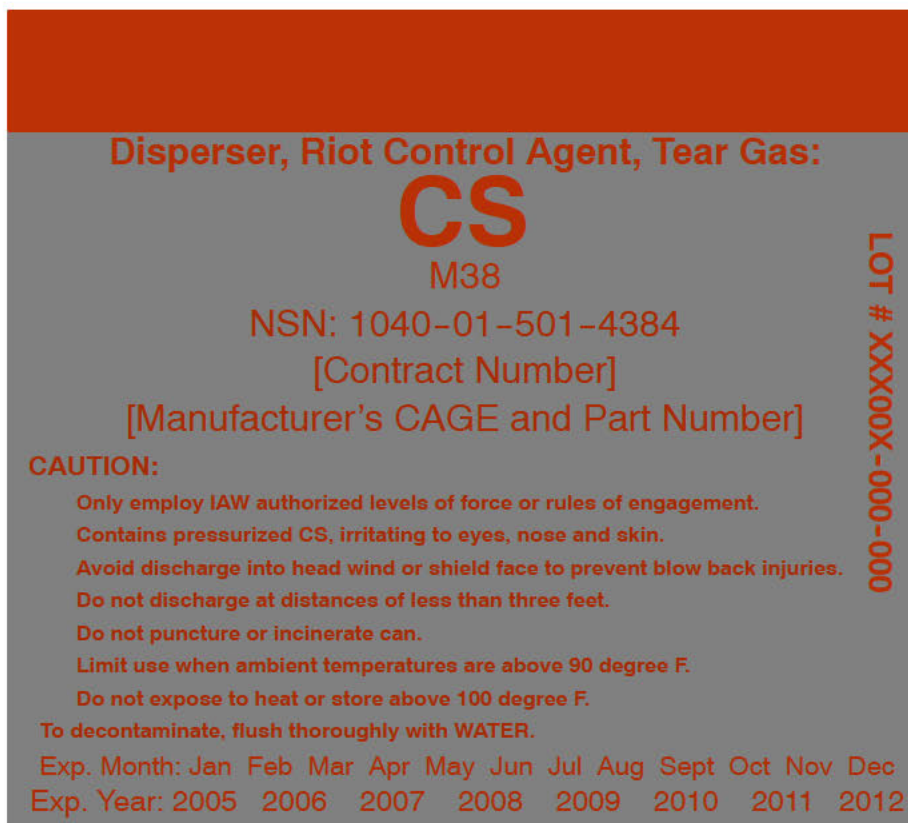 Disperser, Riot Control Agent, Tear Gas:
CS
M38
NSN: 1040-01-501-4384
[Contract Number]
[Manufacturer's CAGE and Part Number]
LOT # XXX00X-000-000
CAUTION:
Only employ IAW authorized levels of force or rules of engagement.
Contains pressurized CS, irritating to eyes, nose and skin.
Avoid discharge into head wind or shield face to prevent blow back injuries.
Do not discharge at distances of less than three feet.
Do not puncture or incinerate can.
Limit use when ambient temperatures are above 90 degree F.
Do not expose to heat or store above 100 degree F.
To decontaminate, flush thoroughly with WATER.
Exp. Month: Jan Feb Mar Apr May Jun Jul Aug Sept Oct Nov Dec
Exp. Year: 2005 2006 2007 2008 2009 2010 2011 2012